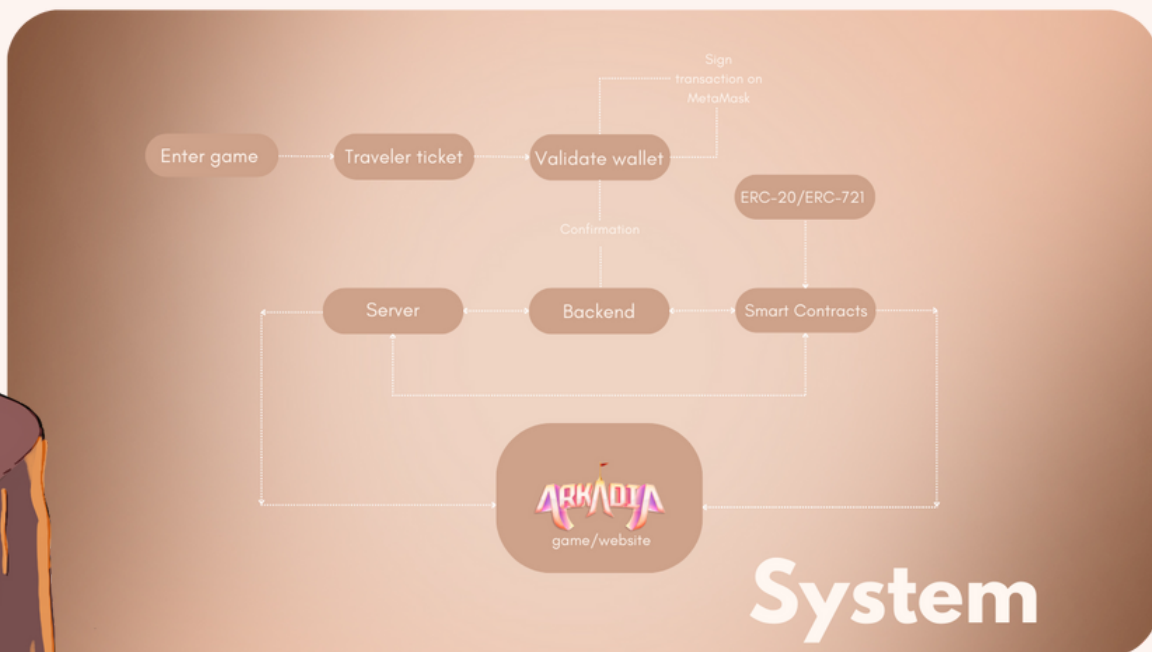 Sign
transaction on
MetaMask
Enter game
Traveler ticket
Validate wallet
ERC-20/ERC-721
Confirmation
Server
Backend
Smart Contracts
ARKADIA
game/website
System